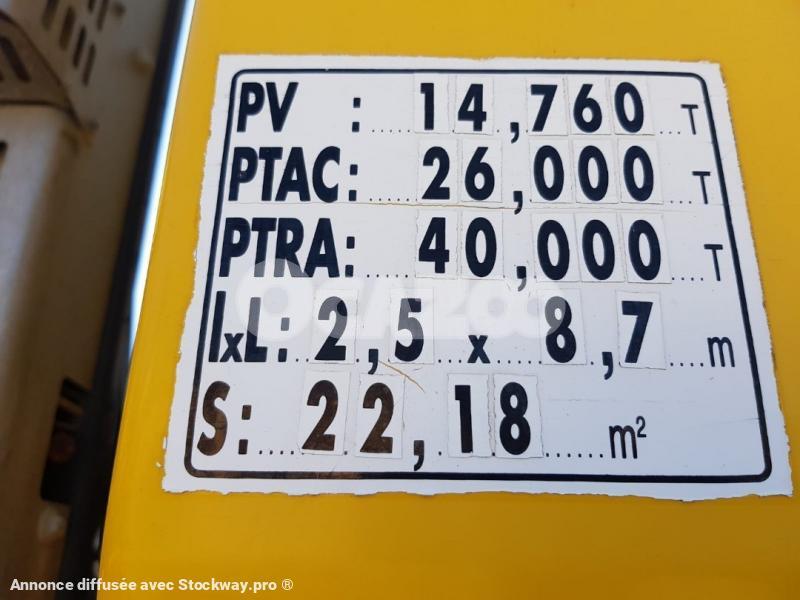 PV :.....14,760...T
PTAC:.....26,000....T
PTRA:.....40,000....T
lxL:..2,5...x.....8,7....m
S:....22,18......m²
OCAZOO
Annonce diffusée avec Stockway.pro ®